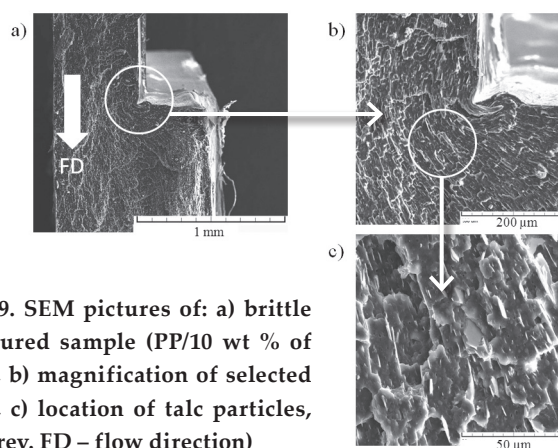 a)
FD
1 mm
b)
200 µm
c)
50 µm
9. SEM pictures of: a) brittle
ured sample (PP/10 wt % of
b) magnification of selected
c) location of talc particles,
rey, FD – flow direction)